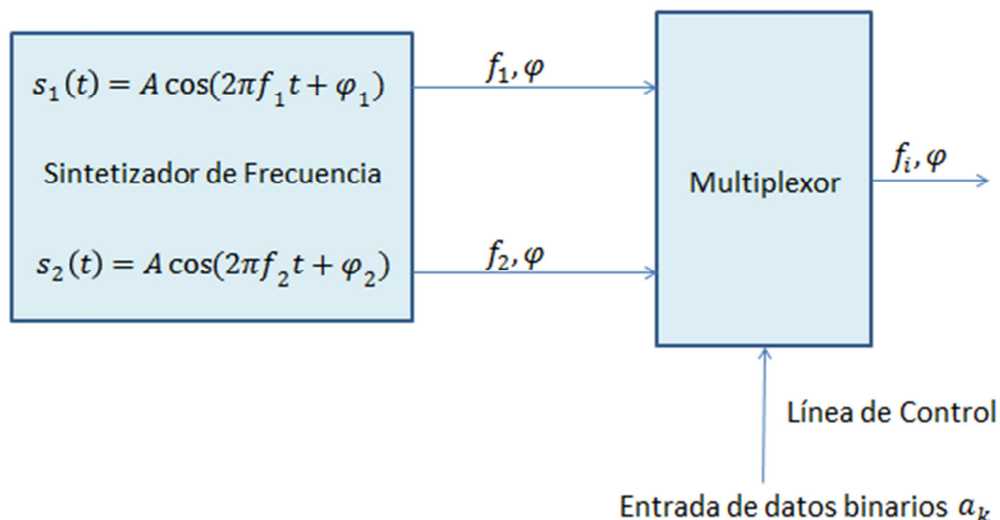 s₁(t) = A cos(2πf₁t + φ₁)
Sintetizador de Frecuencia
s₂(t) = A cos(2πf₂t + φ₂)
f₁, φ
f₂, φ
Multiplexor
fᵢ, φ
Línea de Control
Entrada de datos binarios aₖ